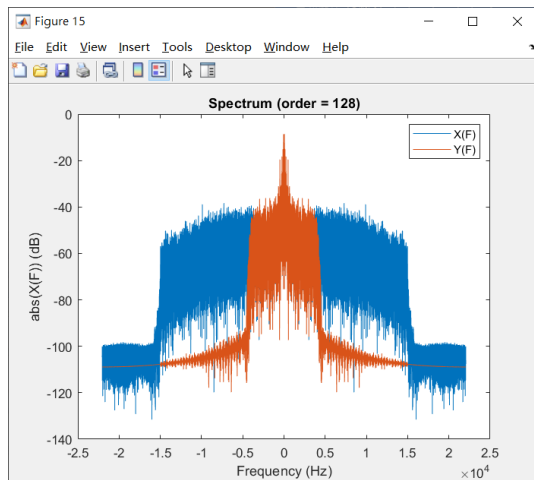 Figure 15
File Edit View Insert Tools Desktop Window Help
Spectrum (order = 128)
X(F)
Y(F)
abs(X(F)) (dB)
0
-20
-40
-60
-80
-100
-120
-140
-2.5 -2 -1.5 -1 -0.5 0 0.5 1 1.5 2 2.5
Frequency (Hz)
×10⁴